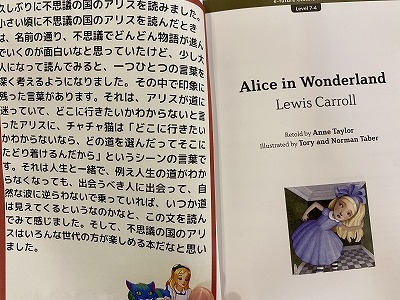 久しぶりに不思議の国のアリスを読みました。
小さい頃に不思議の国のアリスを読んだとき
は、名前の通り、不思議でどんどん物語が進ん
でいくのが面白いなと思っていたけど、少し大
人になって読んでみると、一つひとつの言葉を
深く考えるようになりました。その中で印象に
残った言葉があります。それは、アリスが道に
迷っていて、どこに行きたいかわからないと言
ったアリスに、チャチャ猫は「どこに行きたい
かわからないなら、どの道を選んだってそこに
たどり着けるんだから」というシーンの言葉で
す。それは人生と一緒で、例え人生の道がわか
らなくなっても、出会うべき人に出会って、自
然な波に逆らわないで乗っていれば、いつか道
は見えてくるというなのかなと、この文を読ん
でみて感じました。そして、不思議の国のアリ
スはいろんな世代の方が楽しめる本だなと思い
ました。
Level 7-4
Alice in Wonderland
Lewis Carroll
Retold by Anne Taylor
Illustrated by Tory and Norman Taber